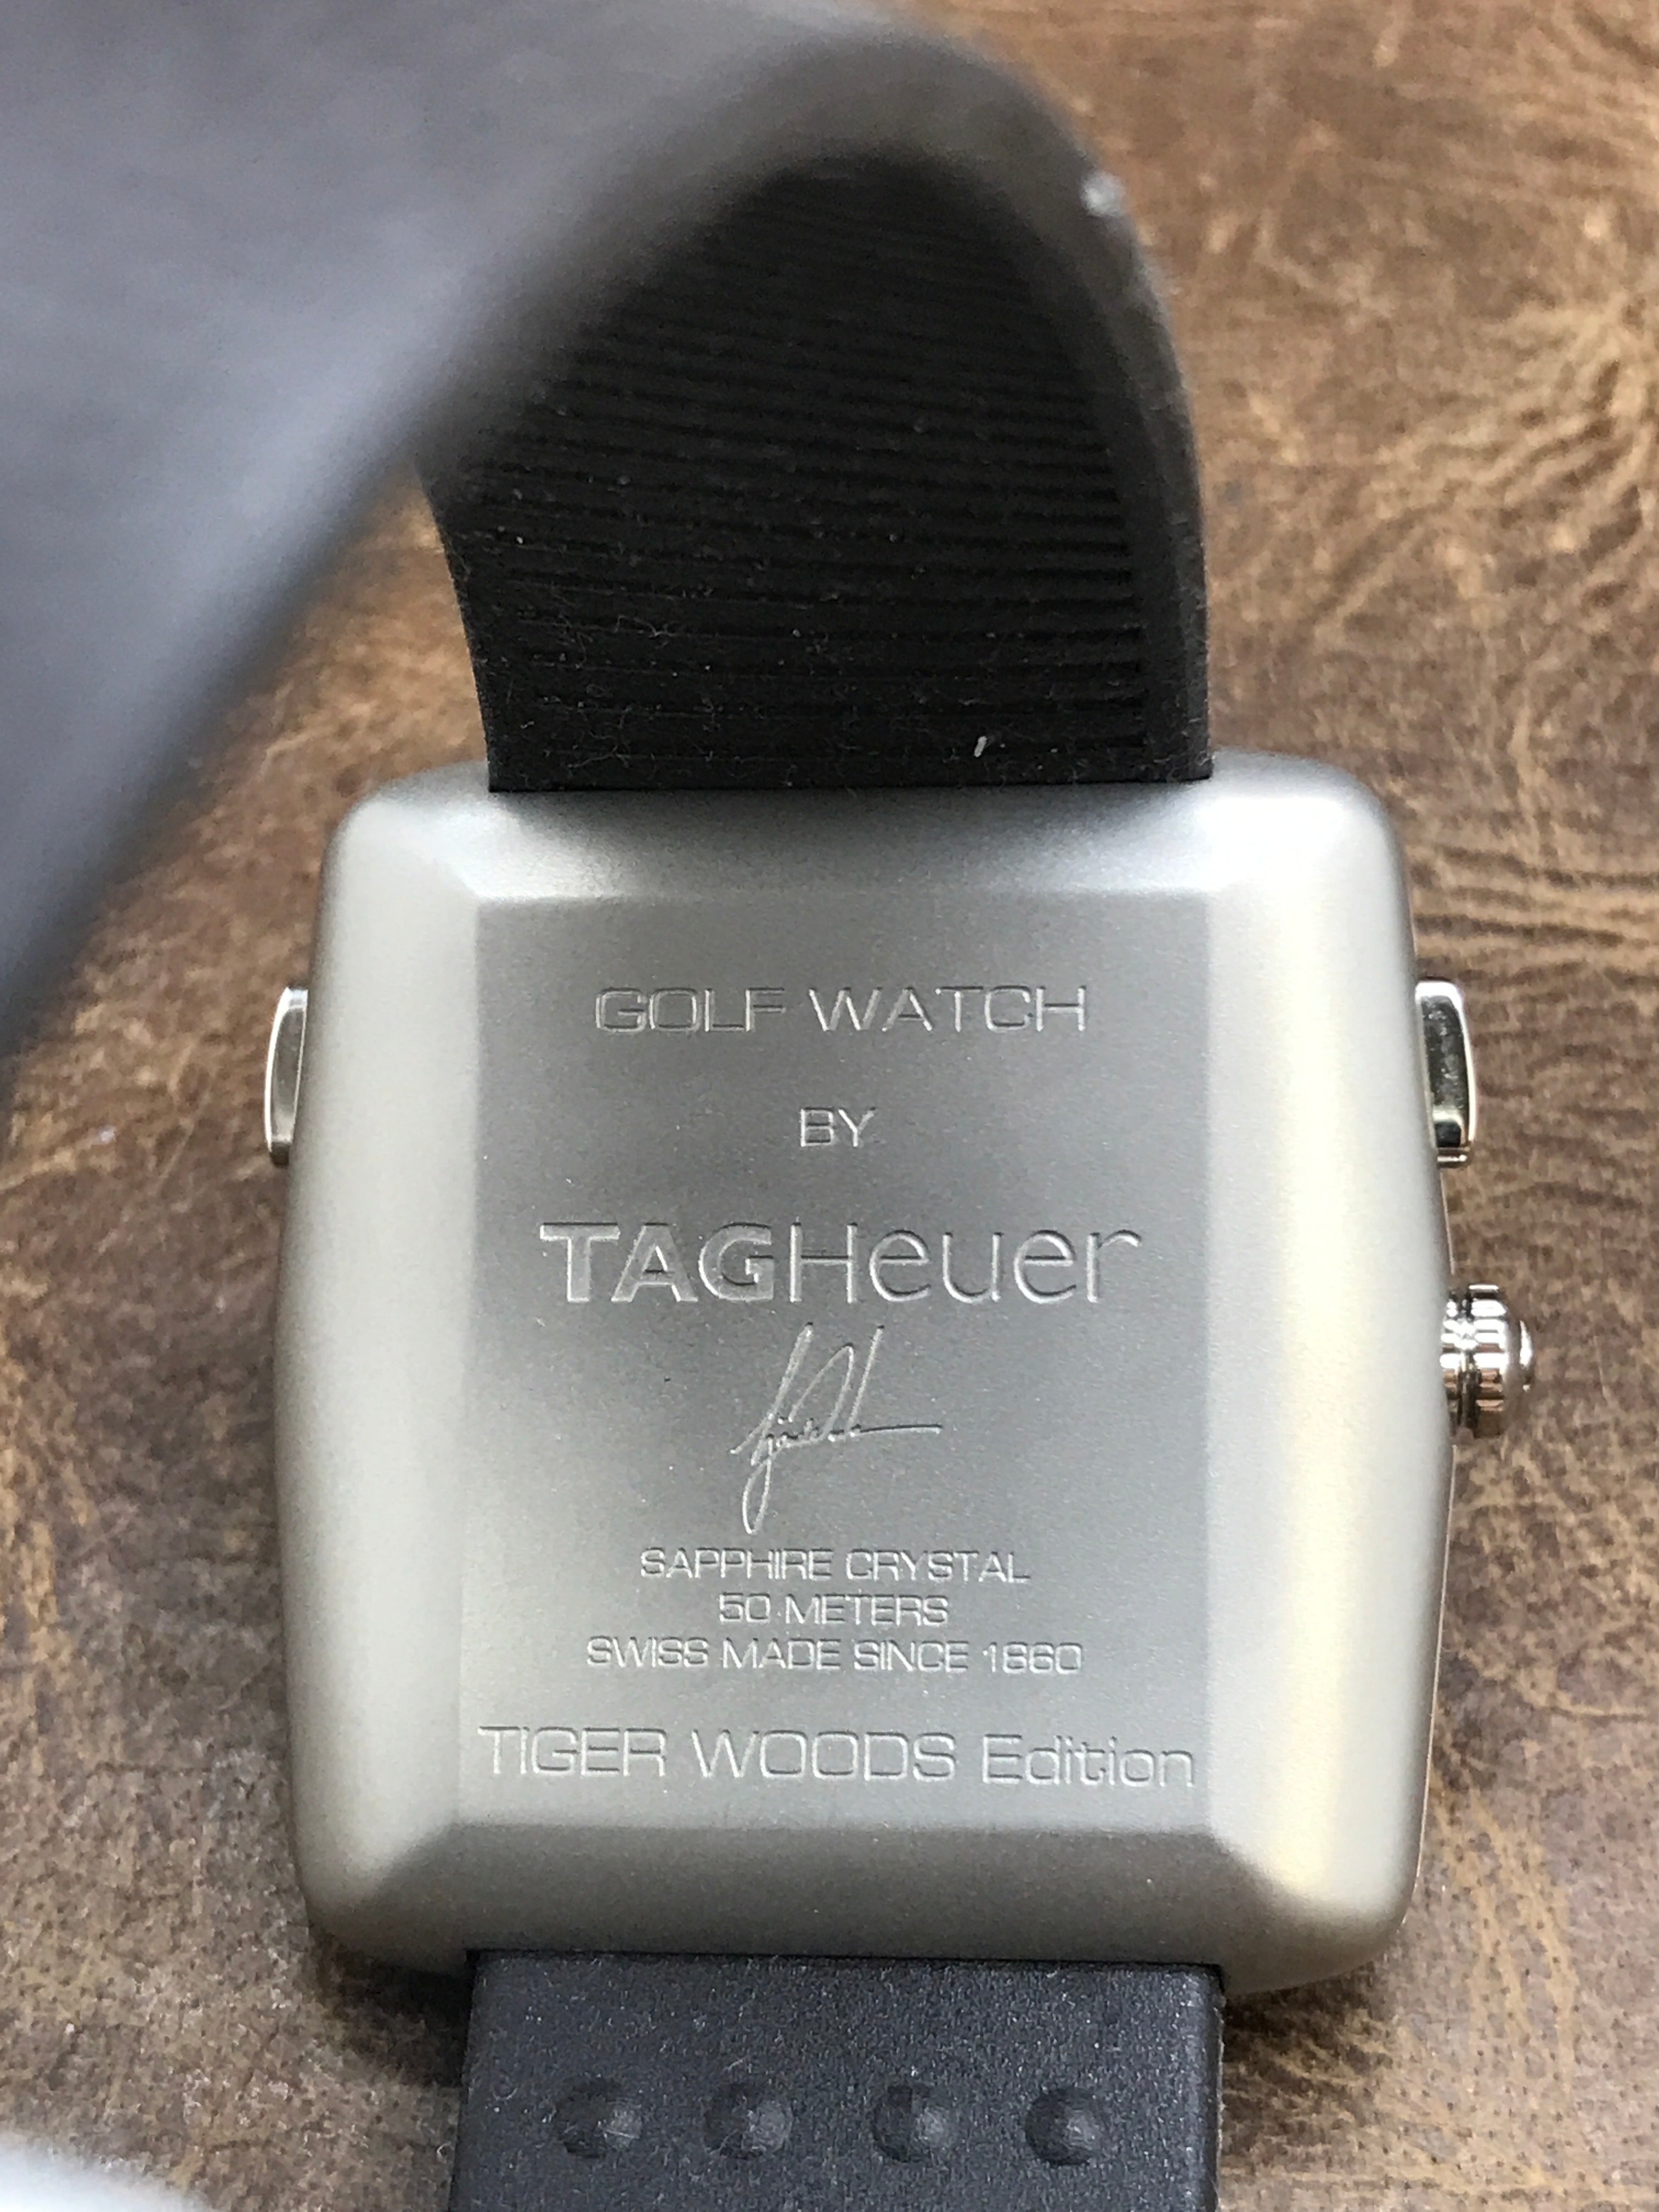 GOLF WATCH
BY
TAGHeuer
SAPPHIRE CRYSTAL
50 METERS
SWISS MADE SINCE 1860
TIGER WOODS Edition